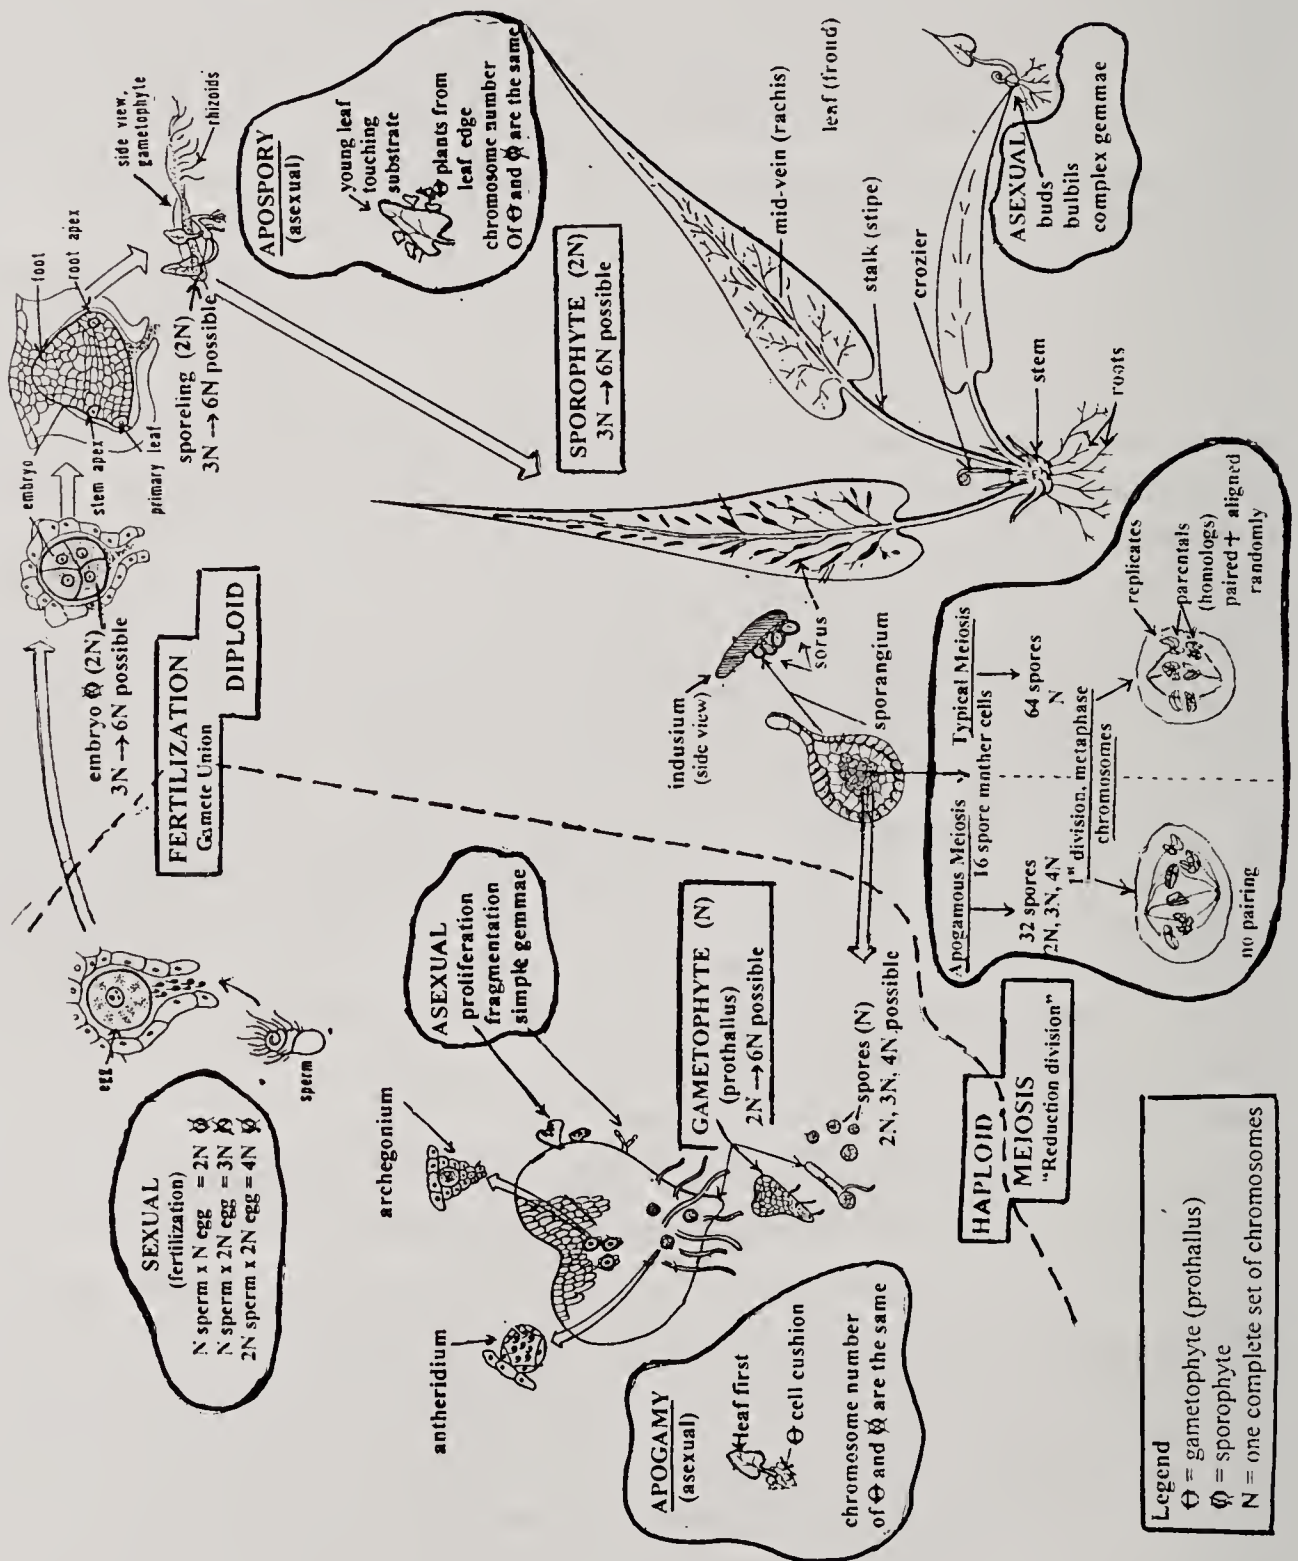 SEXUAL
(fertilization)
N sperm x N egg = 2N
N sperm x 2N egg = 3N
2N sperm x 2N egg = 4N
egg
sperm
FERTILIZATION
Gamete Union
DIPLOID
embryo (2N)
3N → 6N possible
embryo
stem apex
primary leaf
foot
root apex
sporeling (2N)
3N → 6N possible
side view,
gametophyte
rhizoids
APOSPORY
(asexual)
young leaf
touching
substrate
Ɵ plants from
leaf edge
chromosome number
Of Ɵ and Ø are the same
SPOROPHYTE (2N)
3N → 6N possible
mid-vein (rachis)
leaf (frond)
stalk (stipe)
crozier
stem
roots
ASEXUAL
buds
bulbils
complex gemmae
indusium
(side view)
sorus
sporangium
Apogamous Meiosis
Typical Meiosis
16 spore mother cells
32 spores
2N, 3N, 4N
64 spores
N
1st division, metaphase
chromosomes
no pairing
replicates
parentals
(homologs)
paired + aligned
randomly
HAPLOID
MEIOSIS
"Reduction division"
spores (N)
2N, 3N, 4N possible
GAMETOPHYTE (N)
(prothallus)
2N → 6N possible
ASEXUAL
proliferation
fragmentation
simple gemmae
archegonium
antheridium
APOGAMY
(asexual)
leaf first
Ɵ cell cushion
chromosome number
of Ɵ and Ø are the same
Legend
Ɵ = gametophyte (prothallus)
Ø = sporophyte
N = one complete set of chromosomes